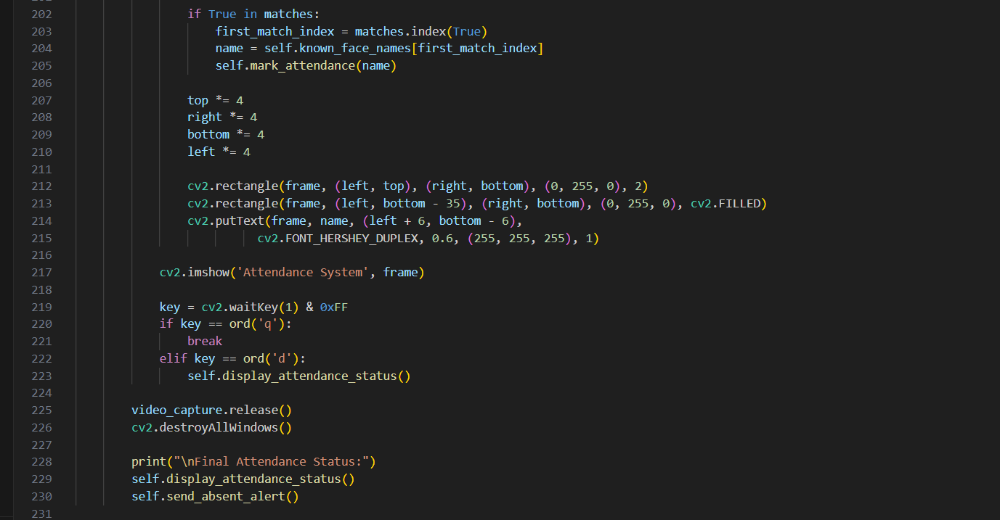 202 if True in matches:
203 first_match_index = matches.index(True)
204 name = self.known_face_names[first_match_index]
205 self.mark_attendance(name)
206
207 top *= 4
208 right *= 4
209 bottom *= 4
210 left *= 4
211
212 cv2.rectangle(frame, (left, top), (right, bottom), (0, 255, 0), 2)
213 cv2.rectangle(frame, (left, bottom - 35), (right, bottom), (0, 255, 0), cv2.FILLED)
214 cv2.putText(frame, name, (left + 6, bottom - 6),
215 cv2.FONT_HERSHEY_DUPLEX, 0.6, (255, 255, 255), 1)
216
217 cv2.imshow('Attendance System', frame)
218
219 key = cv2.waitKey(1) & 0xFF
220 if key == ord('q'):
221 break
222 elif key == ord('d'):
223 self.display_attendance_status()
224
225 video_capture.release()
226 cv2.destroyAllWindows()
227
228 print("\nFinal Attendance Status:")
229 self.display_attendance_status()
230 self.send_absent_alert()
231